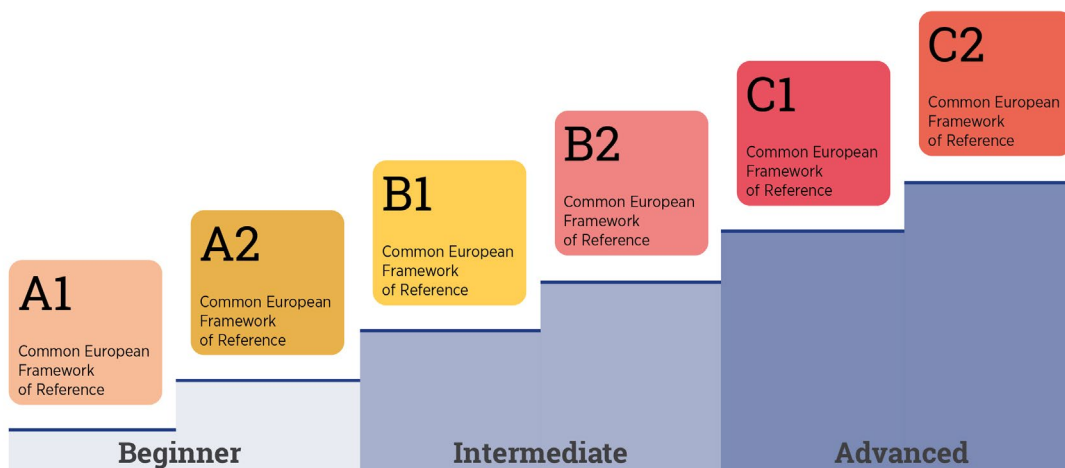 A1
Common European
Framework
of Reference
A2
Common European
Framework
of Reference
B1
Common European
Framework
of Reference
B2
Common European
Framework
of Reference
C1
Common European
Framework
of Reference
C2
Common European
Framework
of Reference
Beginner
Intermediate
Advanced